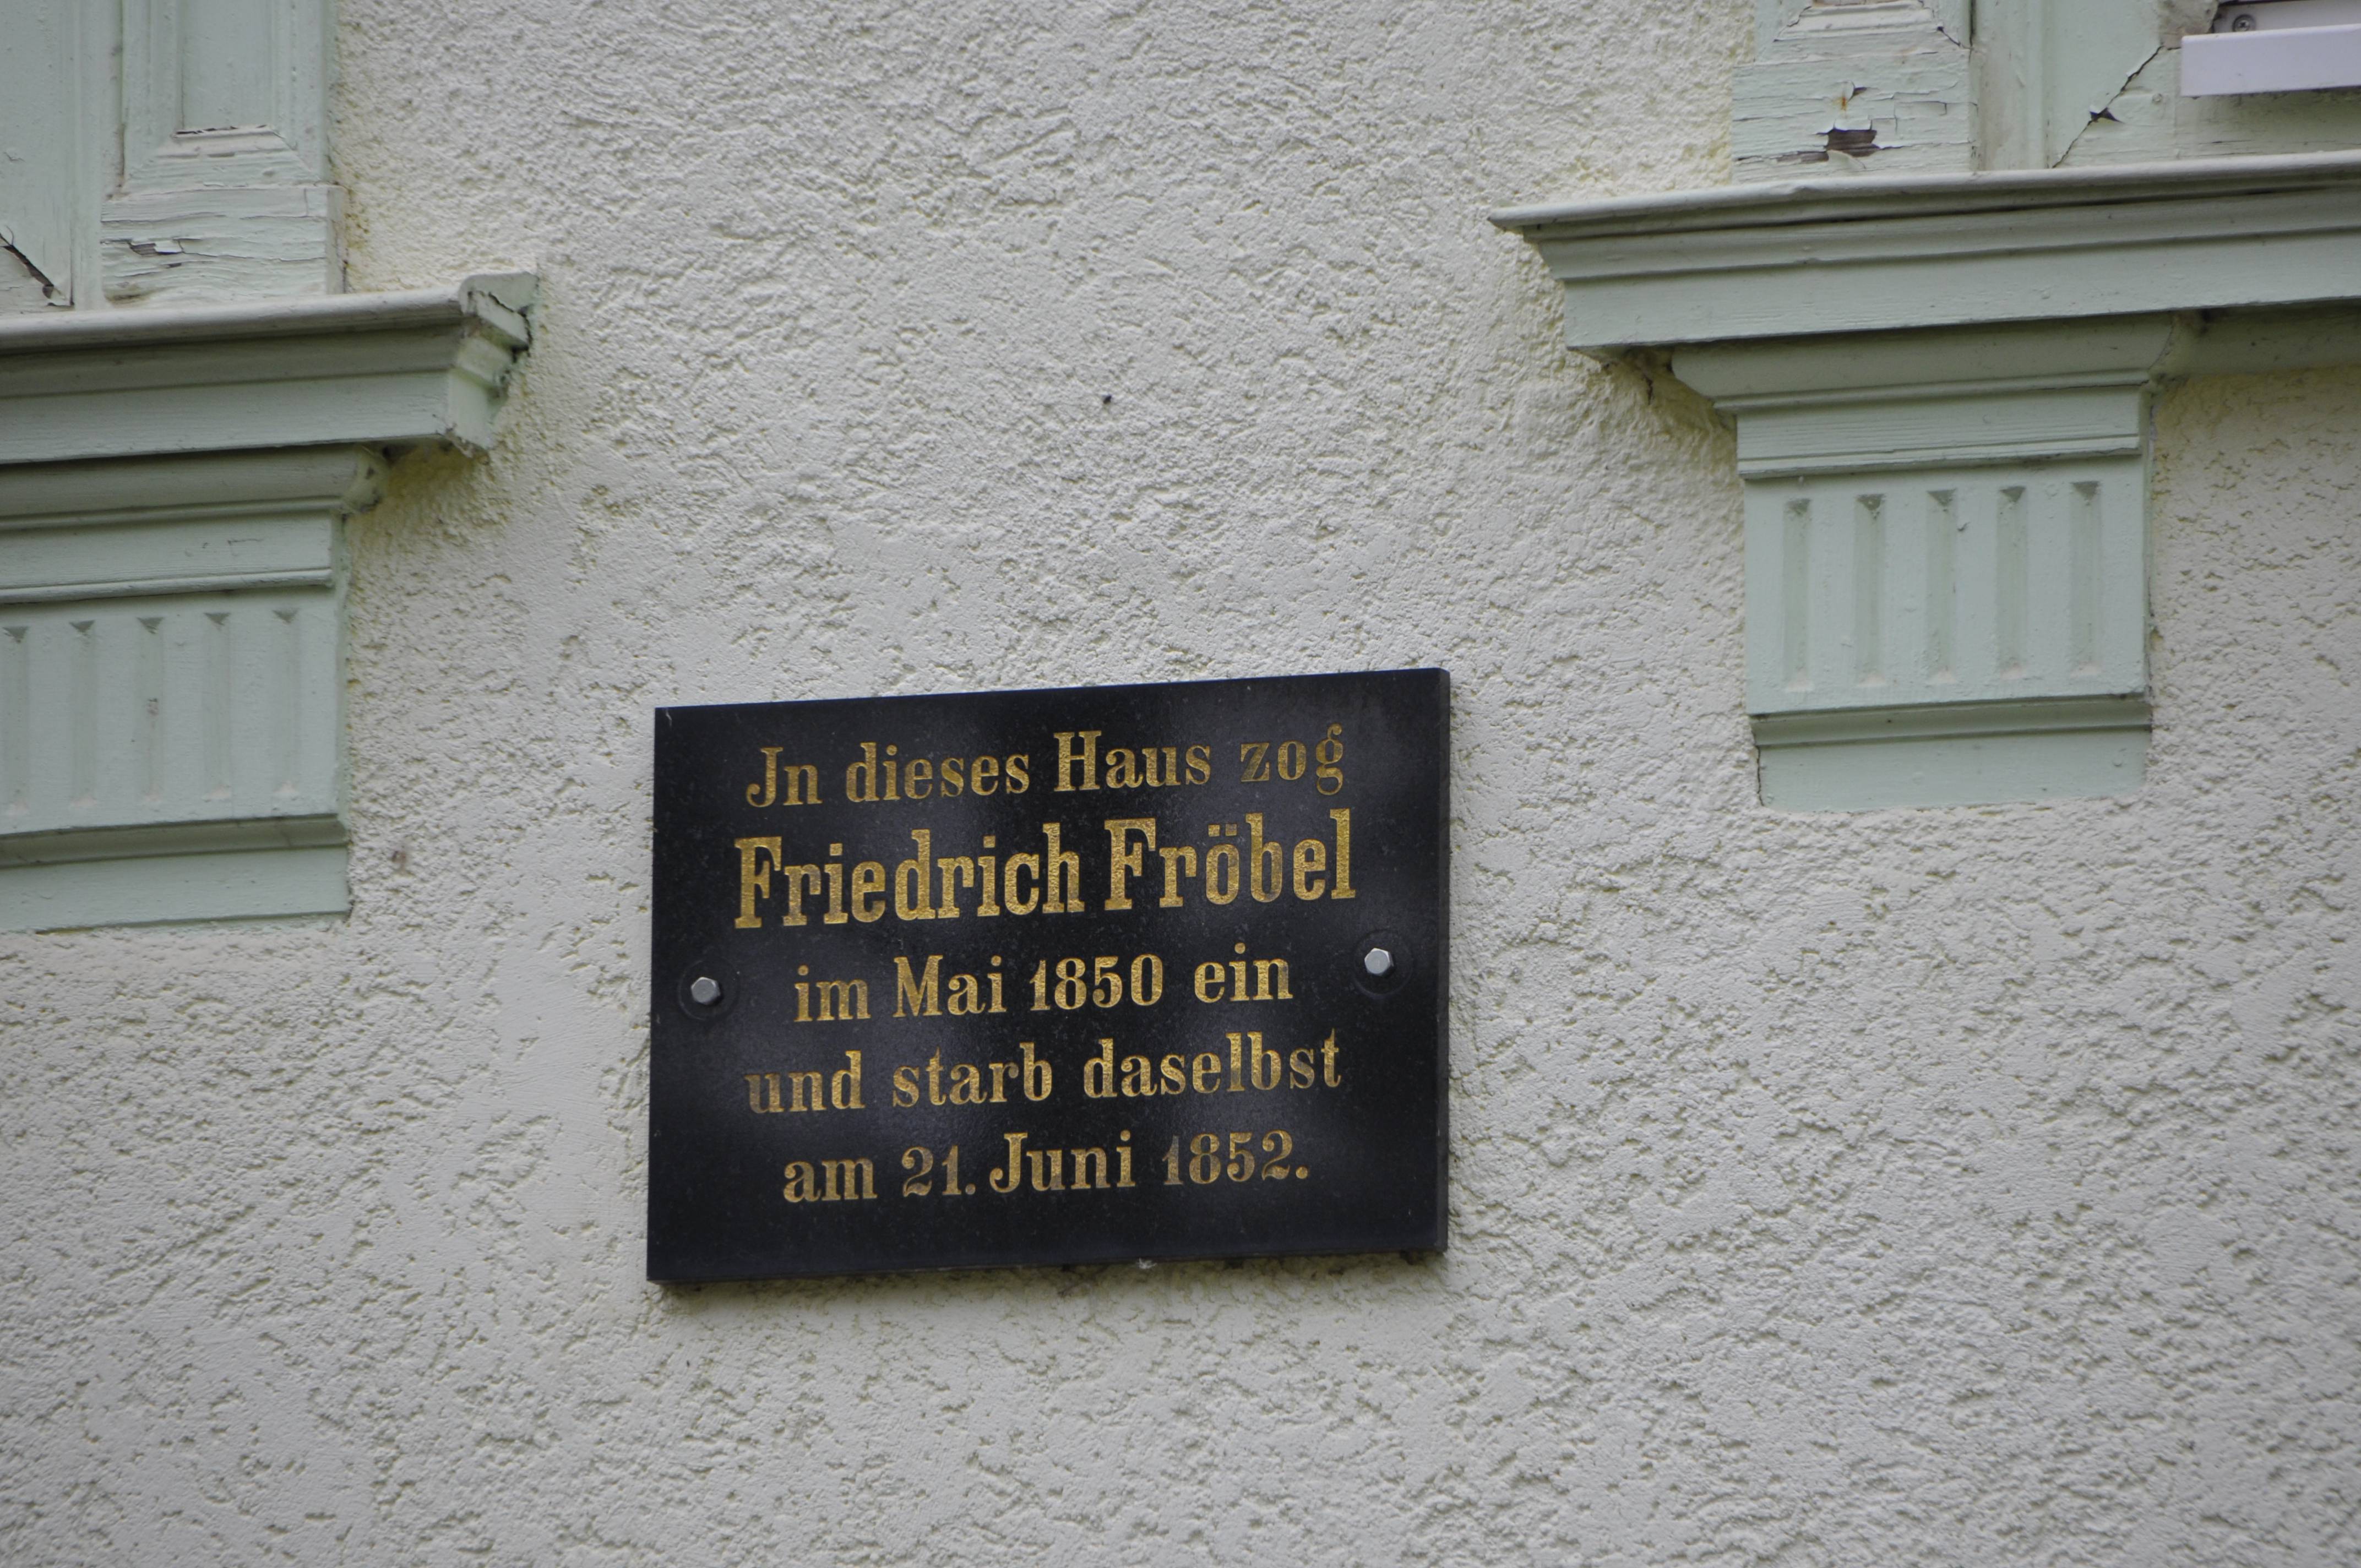 Jn dieses Haus zog
Friedrich Fröbel
im Mai 1850 ein
und starb daselbst
am 21. Juni 1852.